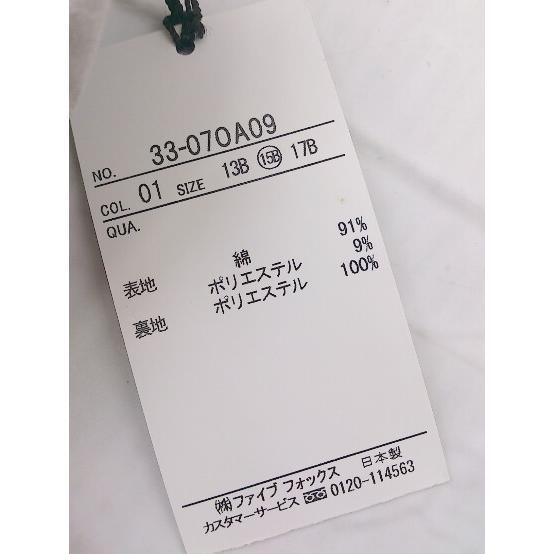 NO. 33-070A09
COL. 01 SIZE 13B 15B 17B
QUA.
表地 綿 91%
ポリエステル 9%
裏地 ポリエステル 100%
㈱ファイブ フォックス 日本製
カスタマーサービス 0120-114563